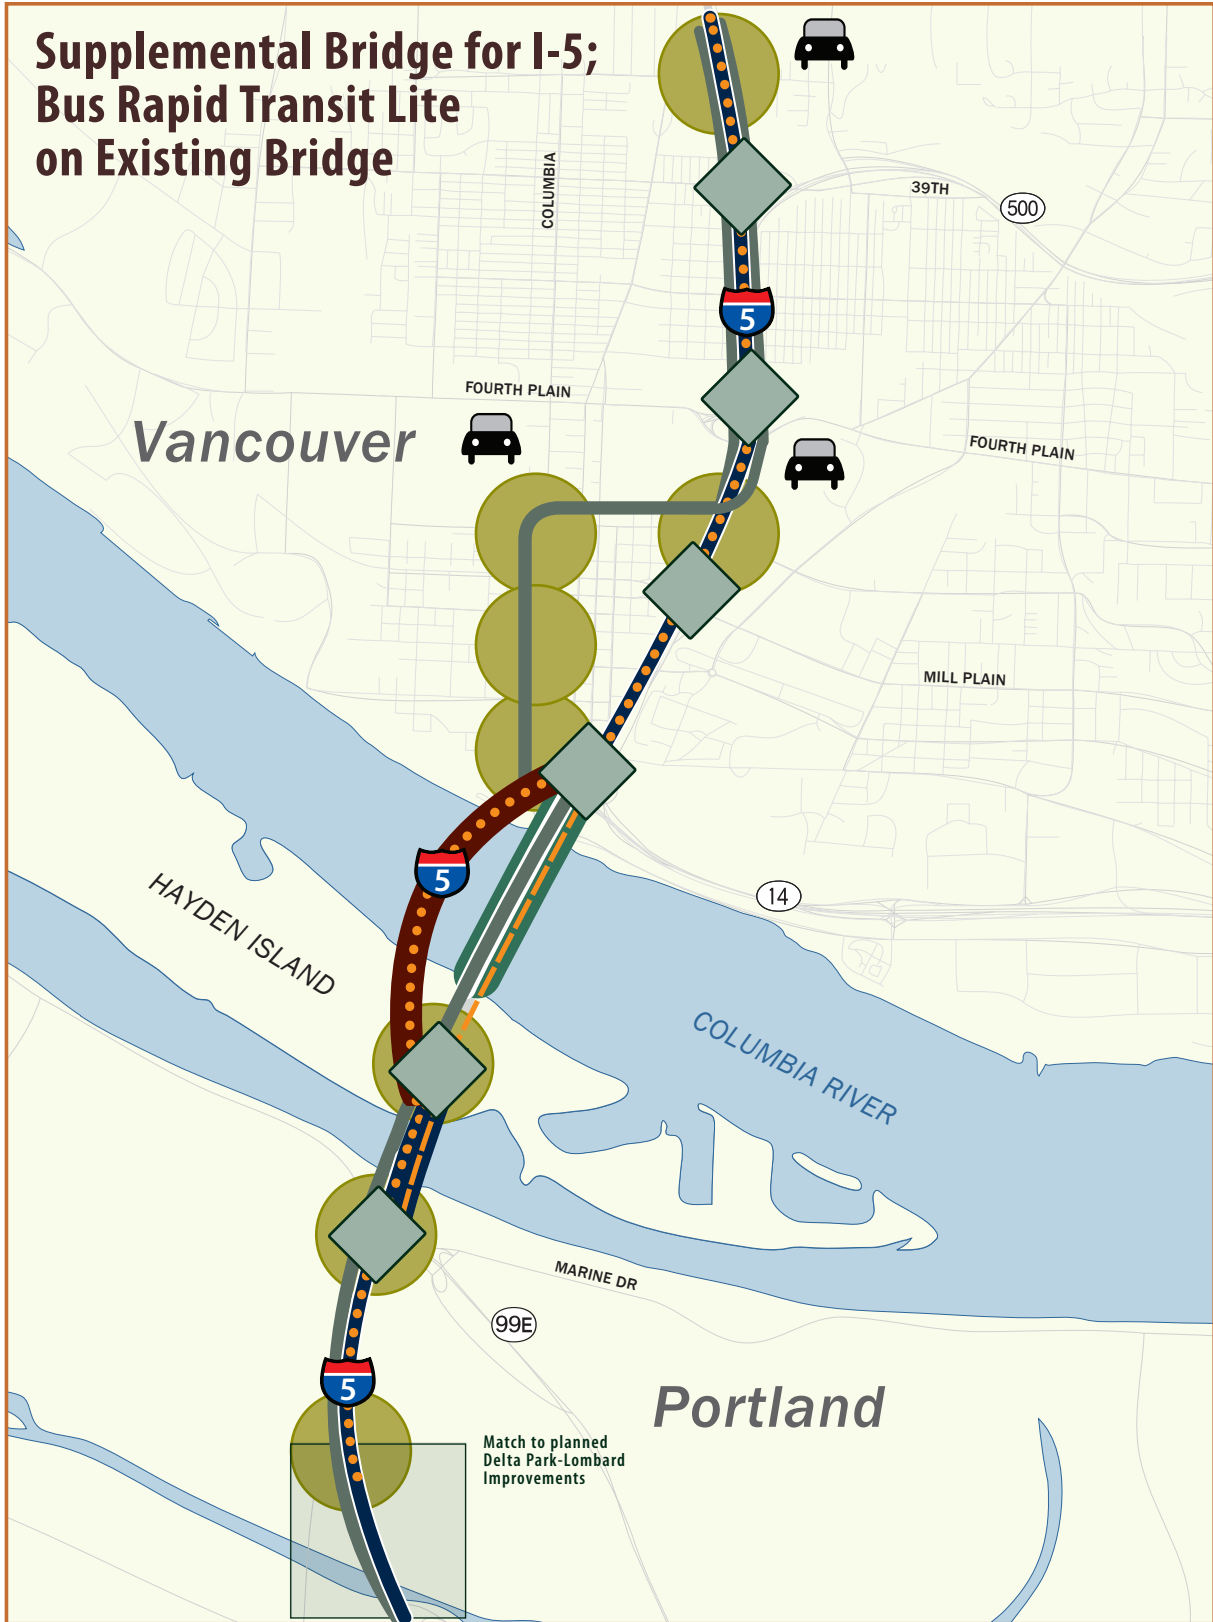 Supplemental Bridge for I-5;
Bus Rapid Transit Lite
on Existing Bridge
COLUMBIA
39TH
500
5
FOURTH PLAIN
Vancouver
FOURTH PLAIN
MILL PLAIN
5
HAYDEN ISLAND
14
COLUMBIA RIVER
MARINE DR
99E
5
Portland
Match to planned
Delta Park-Lombard
Improvements